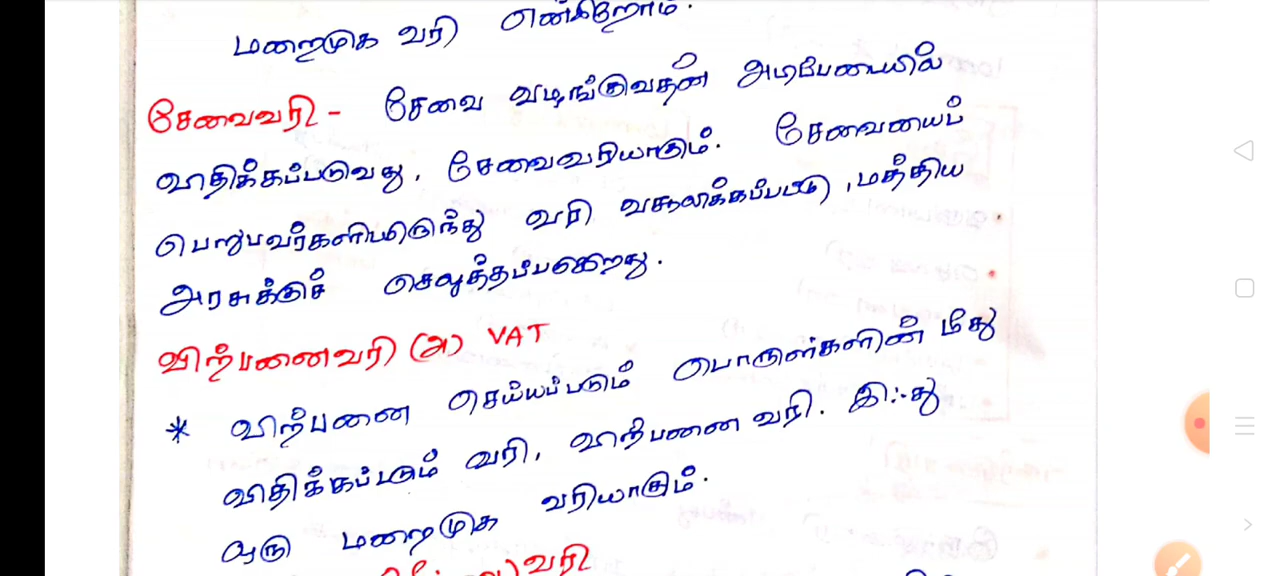 மறைமுக வரி என்கிறோம்.
சேவைவரி - சேவை வழங்குவதன் அடிப்படையில்
விதிக்கப்படுவது, சேவைவரியாகும். சேவையைப்
பெறுபவர்களிடமிருந்து வரி வசூலிக்கப்பட்டு, மத்திய
அரசுக்குச் செலுத்தப்படுகிறது.
விற்பனைவரி (அ) VAT
* விற்பனை செய்யப்படும் பொருள்களின் மீது
விதிக்கப்படும் வரி, விற்பனை வரி. இஃது
ஒரு மறைமுக வரியாகும்.
வரி